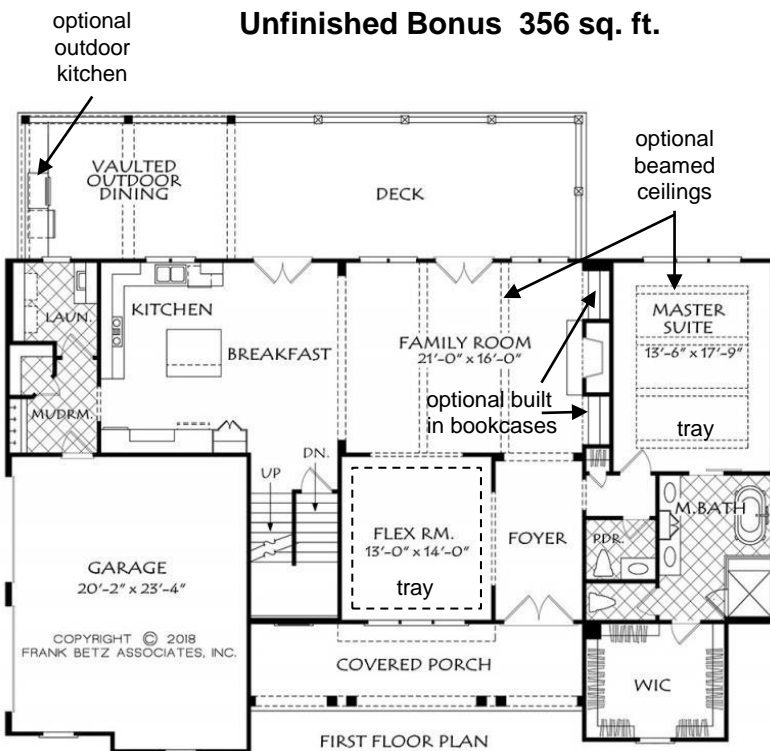 Unfinished Bonus 356 sq. ft.
optional
outdoor
kitchen
optional
beamed
ceilings
VAULTED
OUTDOOR
DINING
DECK
LAUN.
KITCHEN
BREAKFAST
FAMILY ROOM
21'-0" x 16'-0"
MASTER
SUITE
13'-6" x 17'-9"
tray
optional built
in bookcases
MUDRM.
UP
DN.
FLEX RM.
13'-0" x 14'-0"
tray
FOYER
PDR.
M.BATH
GARAGE
20'-2" x 23'-4"
COPYRIGHT © 2018
FRANK BETZ ASSOCIATES, INC.
COVERED PORCH
WIC
FIRST FLOOR PLAN